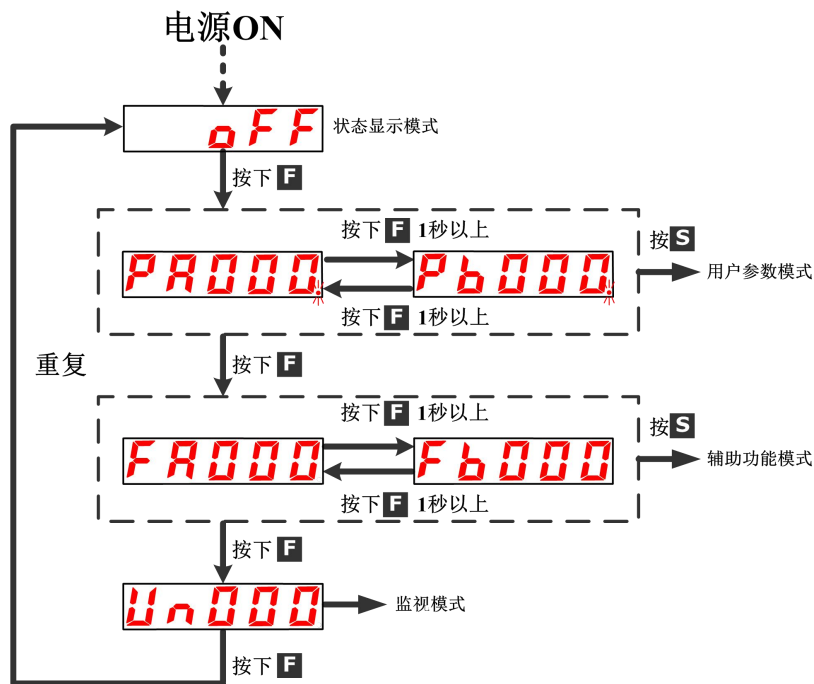 电源ON
oFF 状态显示模式
按下 F
按下 F 1秒以上
按 S
PA000. Pb000. 用户参数模式
按下 F 1秒以上
重复
按下 F
按下 F 1秒以上
按 S
FA000 Fb000 辅助功能模式
按下 F 1秒以上
按下 F
Un000 监视模式
按下 F